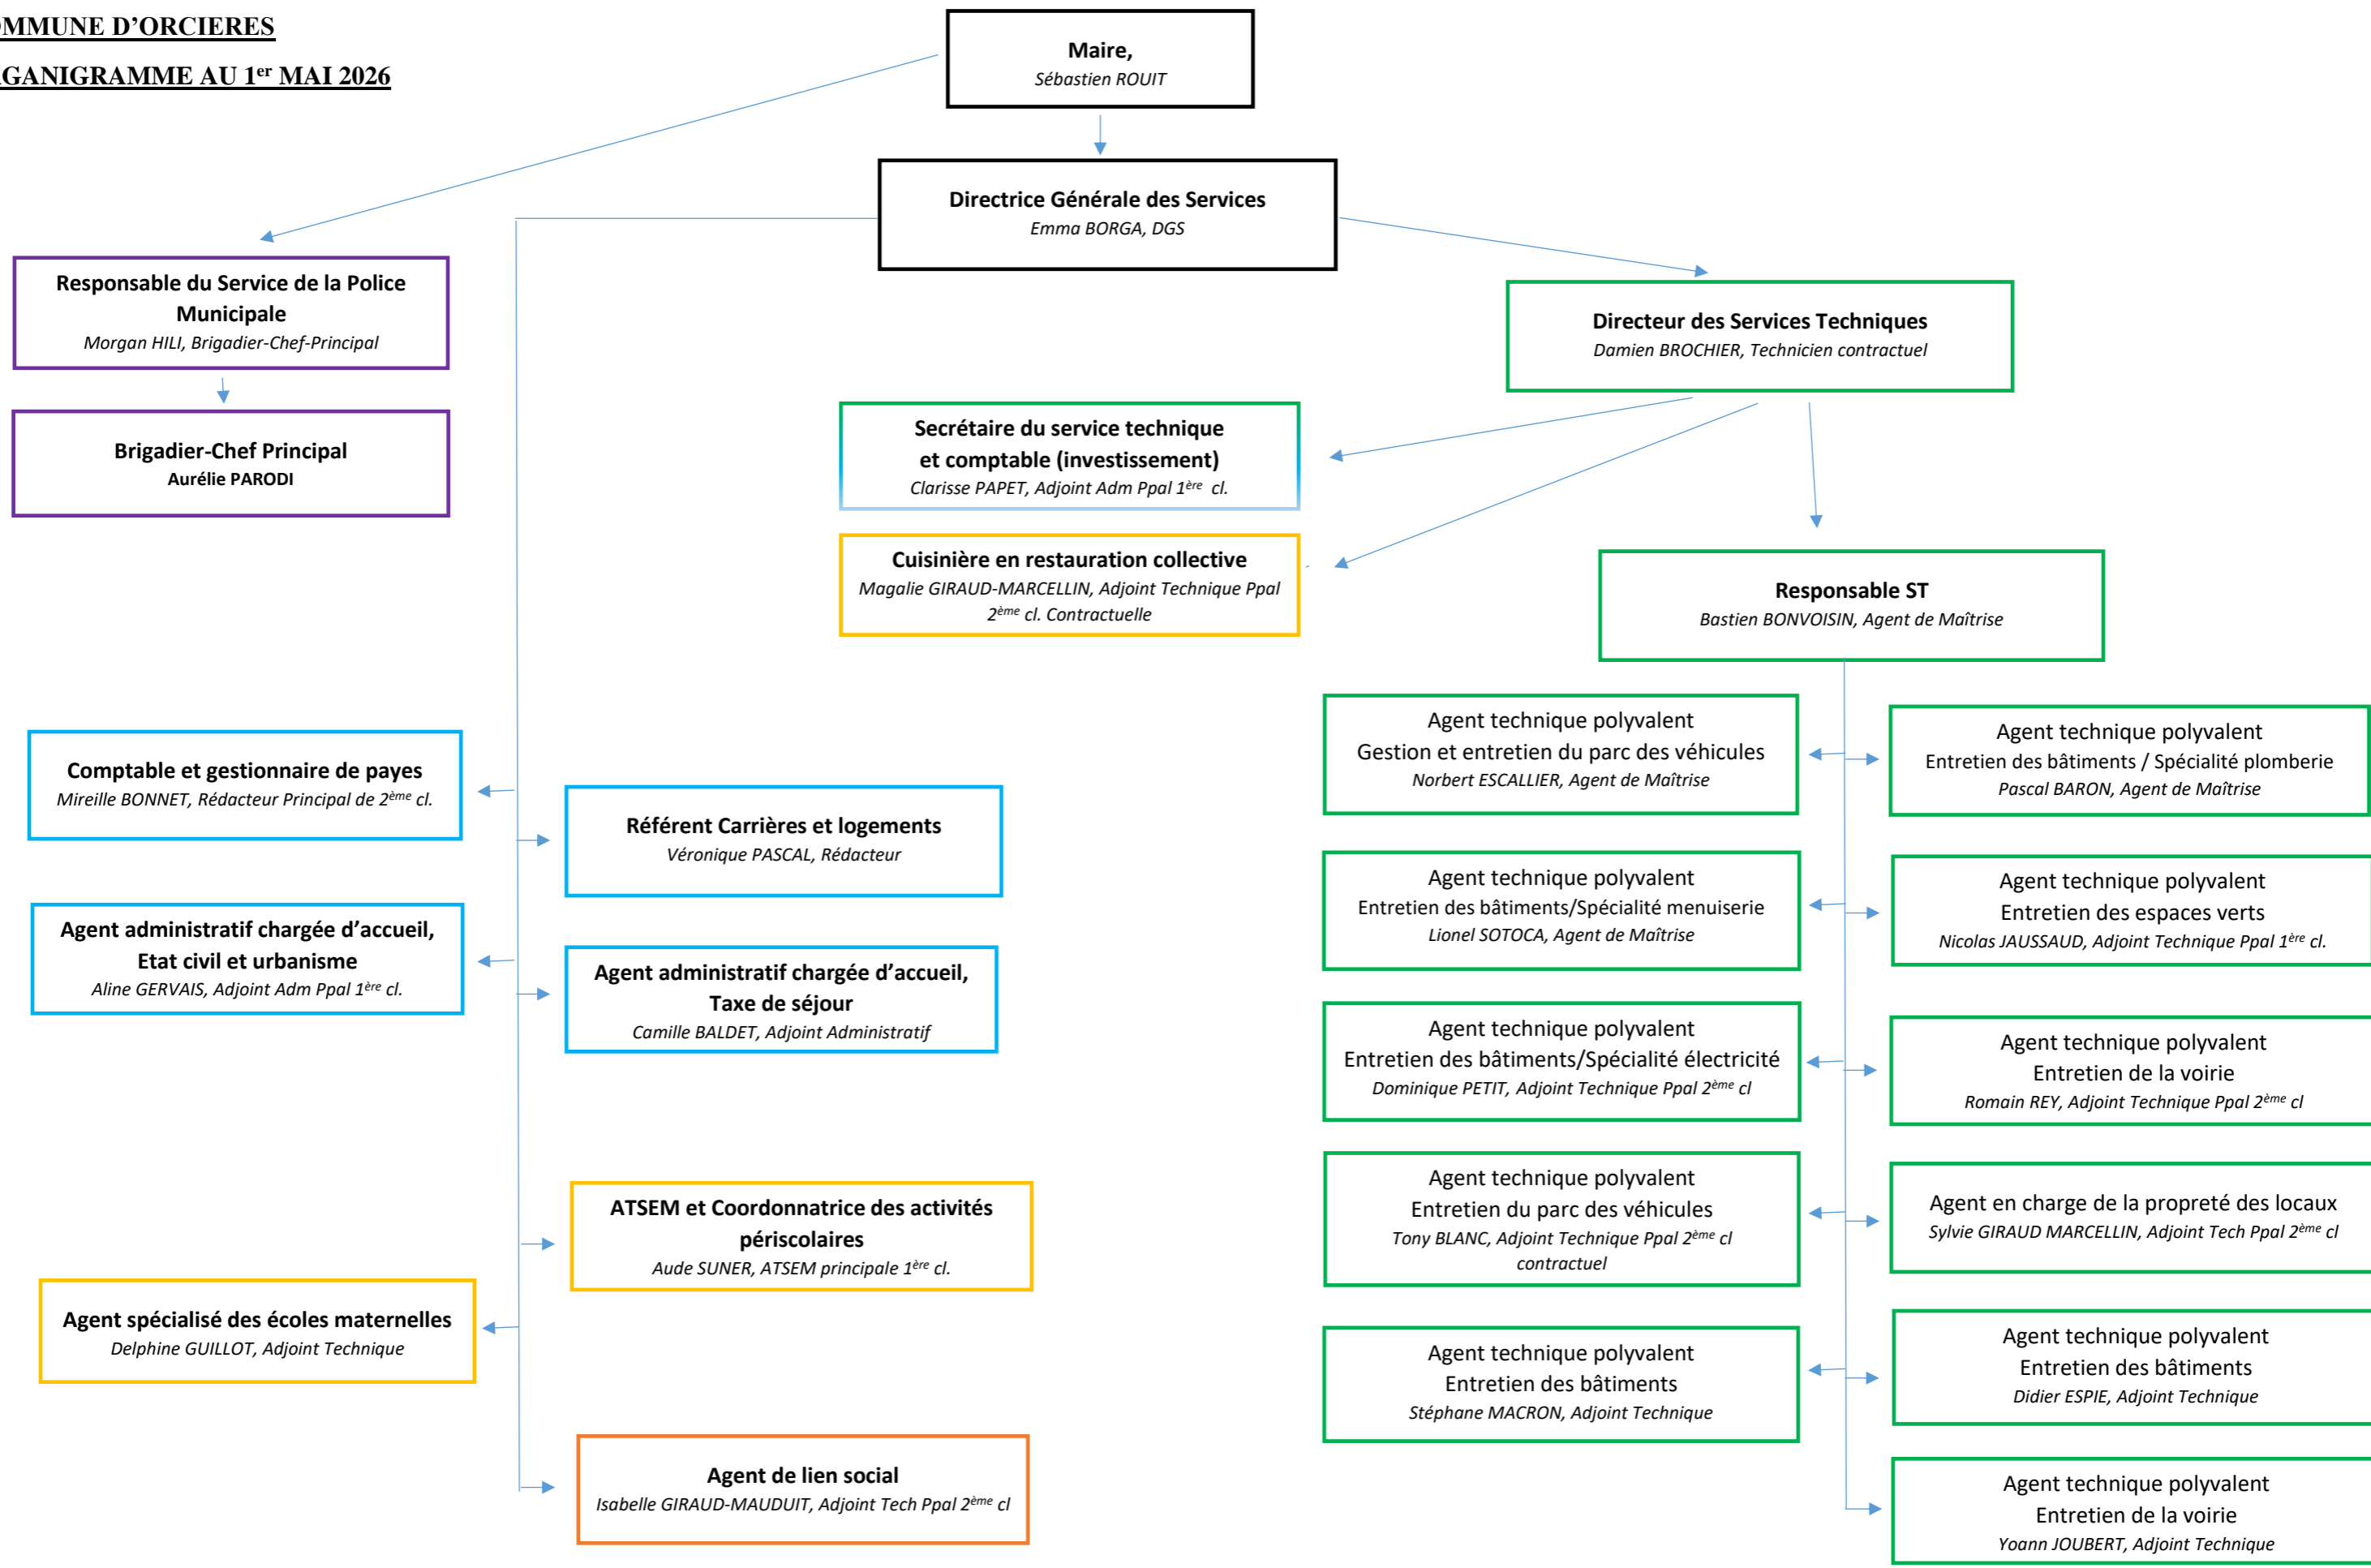 OMMUNE D’ORCIERES
RGANIGRAMME AU 1er MAI 2026
Maire,
Sébastien ROUIT
Directrice Générale des Services
Emma BORGA, DGS
Responsable du Service de la Police
Municipale
Morgan HILI, Brigadier-Chef-Principal
Brigadier-Chef Principal
Aurélie PARODI
Directeur des Services Techniques
Damien BROCHIER, Technicien contractuel
Secrétaire du service technique
et comptable (investissement)
Clarisse PAPET, Adjoint Adm Ppal 1ère cl.
Cuisinière en restauration collective
Magalie GIRAUD-MARCELLIN, Adjoint Technique Ppal
2ème cl. Contractuelle
Responsable ST
Bastien BONVOISIN, Agent de Maîtrise
Comptable et gestionnaire de payes
Mireille BONNET, Rédacteur Principal de 2ème cl.
Référent Carrières et logements
Véronique PASCAL, Rédacteur
Agent administratif chargée d’accueil,
Etat civil et urbanisme
Aline GERVAIS, Adjoint Adm Ppal 1ère cl.
Agent administratif chargée d’accueil,
Taxe de séjour
Camille BALDET, Adjoint Administratif
ATSEM et Coordonnatrice des activités
périscolaires
Aude SUNER, ATSEM principale 1ère cl.
Agent spécialisé des écoles maternelles
Delphine GUILLOT, Adjoint Technique
Agent de lien social
Isabelle GIRAUD-MAUDUIT, Adjoint Tech Ppal 2ème cl
Agent technique polyvalent
Gestion et entretien du parc des véhicules
Norbert ESCALLIER, Agent de Maîtrise
Agent technique polyvalent
Entretien des bâtiments / Spécialité plomberie
Pascal BARON, Agent de Maîtrise
Agent technique polyvalent
Entretien des bâtiments/Spécialité menuiserie
Lionel SOTOCA, Agent de Maîtrise
Agent technique polyvalent
Entretien des espaces verts
Nicolas JAUSSAUD, Adjoint Technique Ppal 1ère cl.
Agent technique polyvalent
Entretien des bâtiments/Spécialité électricité
Dominique PETIT, Adjoint Technique Ppal 2ème cl
Agent technique polyvalent
Entretien de la voirie
Romain REY, Adjoint Technique Ppal 2ème cl
Agent technique polyvalent
Entretien du parc des véhicules
Tony BLANC, Adjoint Technique Ppal 2ème cl
contractuel
Agent en charge de la propreté des locaux
Sylvie GIRAUD MARCELLIN, Adjoint Tech Ppal 2ème cl
Agent technique polyvalent
Entretien des bâtiments
Stéphane MACRON, Adjoint Technique
Agent technique polyvalent
Entretien des bâtiments
Didier ESPIE, Adjoint Technique
Agent technique polyvalent
Entretien de la voirie
Yoann JOUBERT, Adjoint Technique